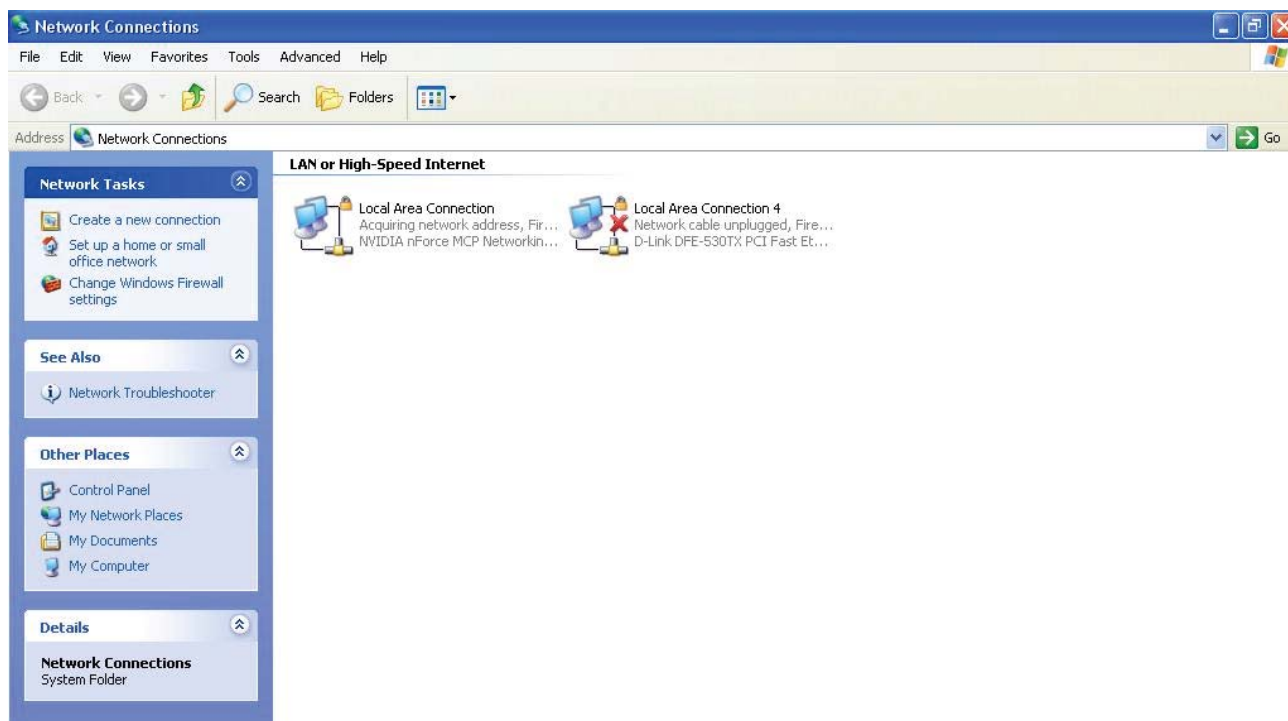 Network Connections
File Edit View Favorites Tools Advanced Help
Back Search Folders
Address Network Connections Go
Network Tasks
Create a new connection
Set up a home or small
office network
Change Windows Firewall
settings
See Also
Network Troubleshooter
Other Places
Control Panel
My Network Places
My Documents
My Computer
Details
Network Connections
System Folder
LAN or High-Speed Internet
Local Area Connection
Acquiring network address, Fir...
NVIDIA nForce MCP Networkin...
Local Area Connection 4
Network cable unplugged, Fire...
D-Link DFE-530TX PCI Fast Et...